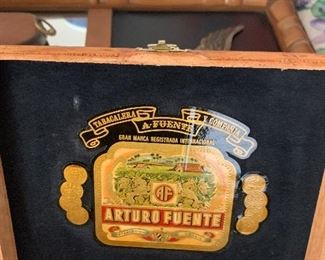 TABACALERA A. FUENTE Y COMPAÑIA
GRAN MARCA REGISTRADA INTERNACIONAL
AF
ARTURO FUENTE